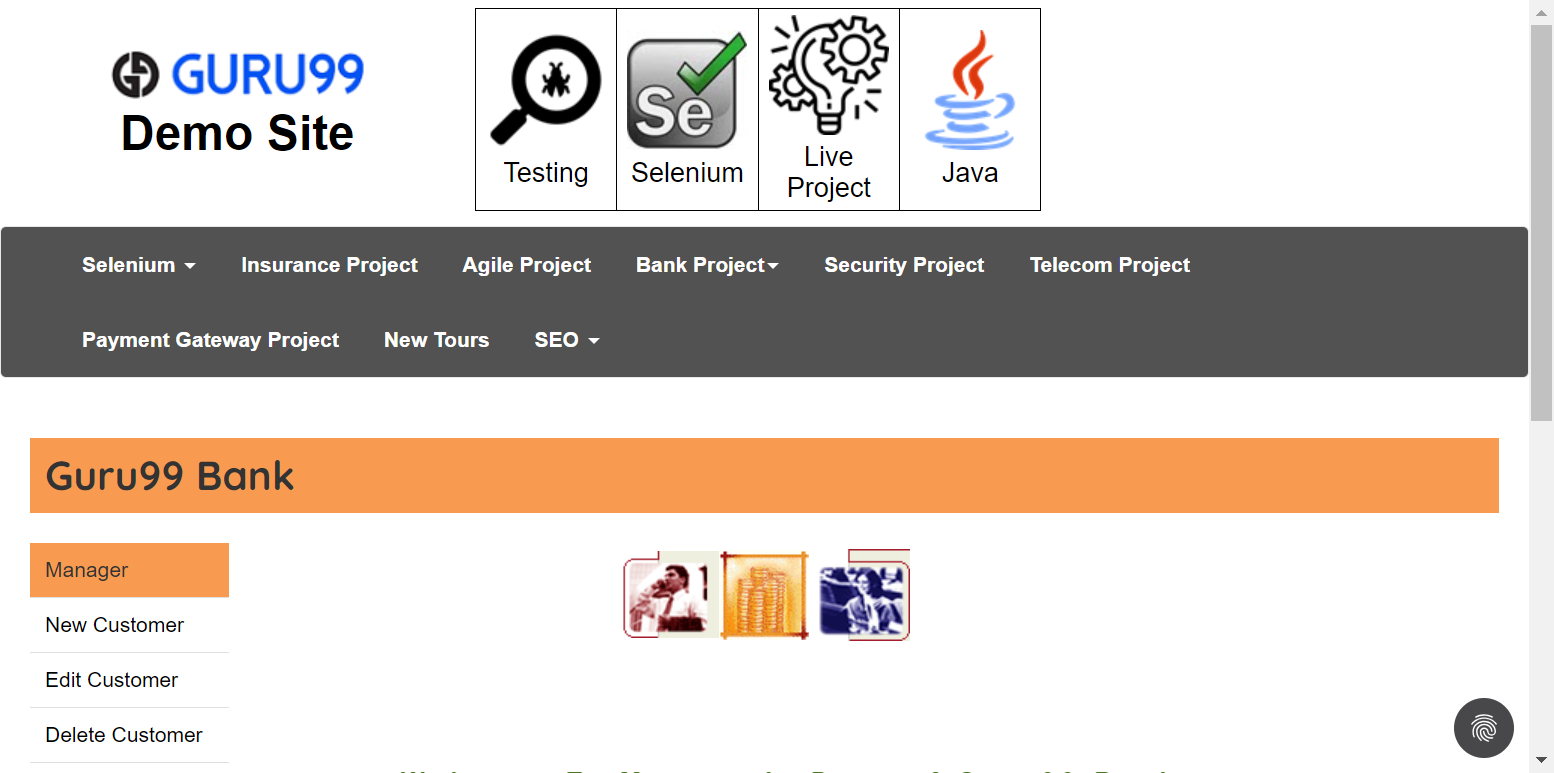 GURU99
Demo Site
Testing
Se
Selenium
Live
Project
Java
Selenium
Insurance Project
Agile Project
Bank Project
Security Project
Telecom Project
Payment Gateway Project
New Tours
SEO
Guru99 Bank
Manager
New Customer
Edit Customer
Delete Customer